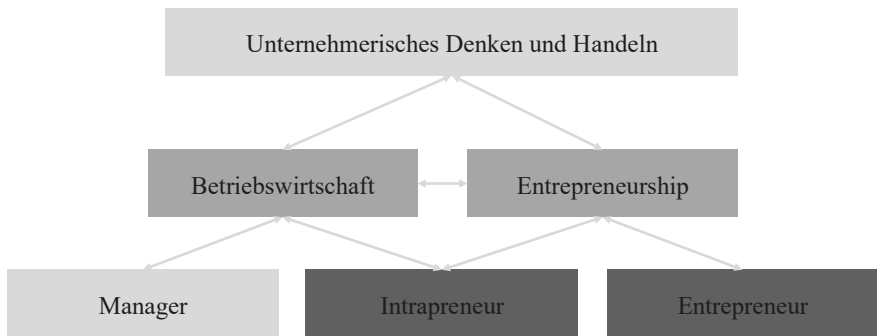 Unternehmerisches Denken und Handeln
Betriebswirtschaft
Entrepreneurship
Manager
Intrapreneur
Entrepreneur